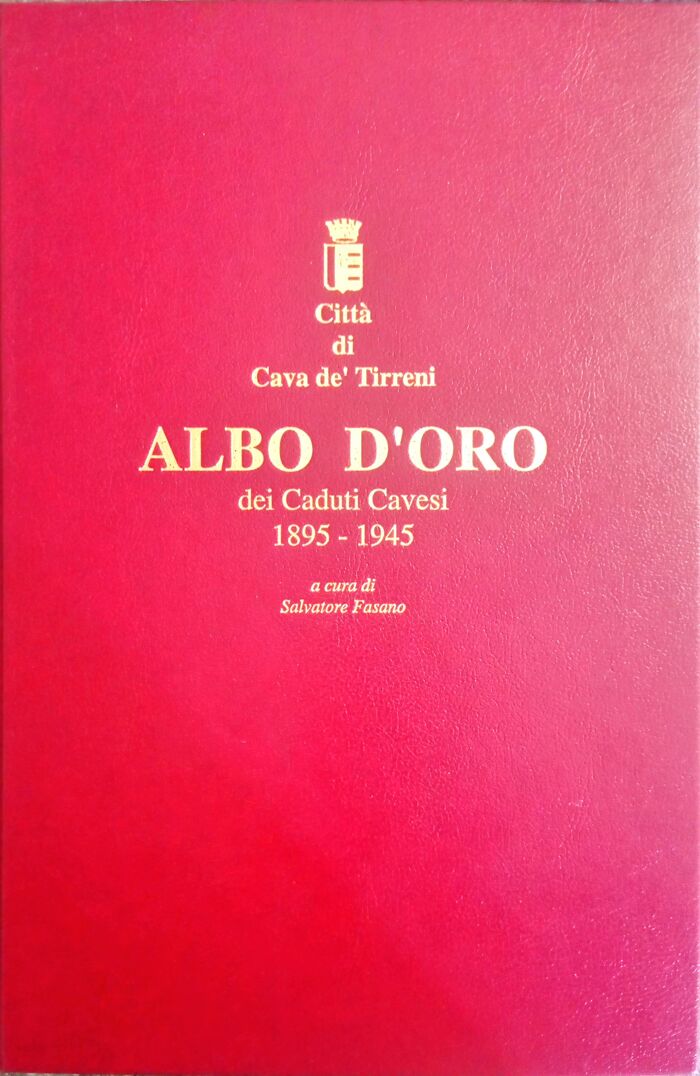 Città
di
Cava de' Tirreni
ALBO D'ORO
dei Caduti Cavesi
1895 - 1945
a cura di
Salvatore Fasano